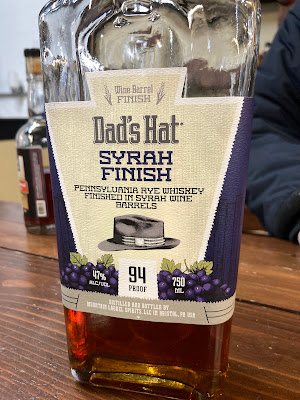 Wine Barrel
FINISH
Dad's Hat
SYRAH
FINISH
PENNSYLVANIA RYE WHISKEY
FINISHED IN SYRAH WINE
BARRELS
47%
ALC/VOL
94
PROOF
750
ML
DISTILLED AND BOTTLED BY
MOUNTAIN LAUREL SPIRITS, LLC IN BRISTOL, PA USA